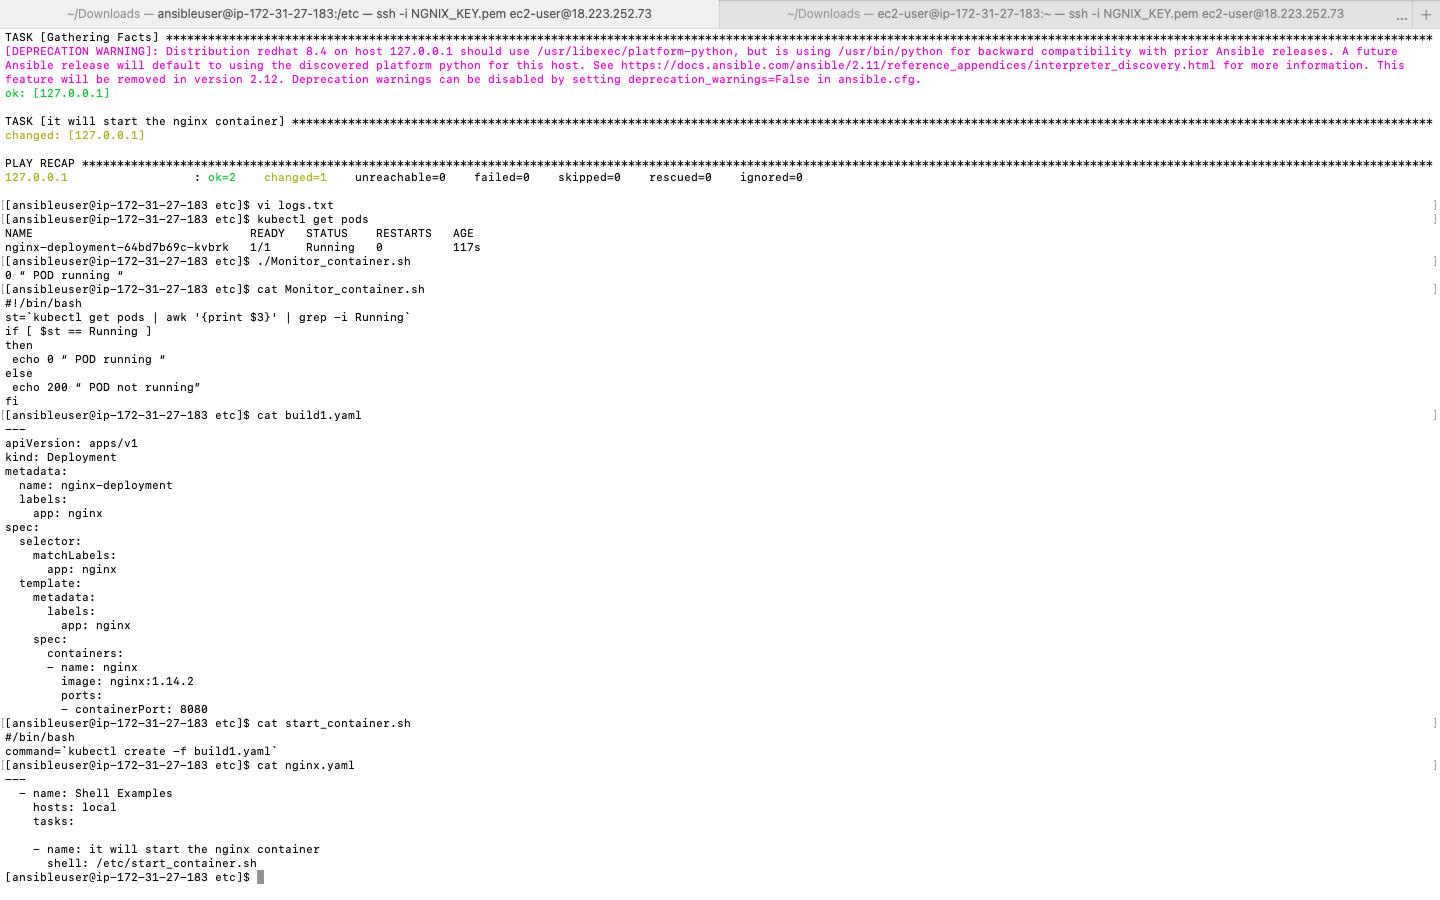 ~/Downloads — ansibleuser@ip-172-31-27-183:/etc — ssh -i NGNIX_KEY.pem ec2-user@18.223.252.73
~/Downloads — ec2-user@ip-172-31-27-183:~ — ssh -i NGNIX_KEY.pem ec2-user@18.223.252.73 ... +
TASK [Gathering Facts] *************************************************************************************************************************************************************************************
[DEPRECATION WARNING]: Distribution redhat 8.4 on host 127.0.0.1 should use /usr/libexec/platform-python, but is using /usr/bin/python for backward compatibility with prior Ansible releases. A future
Ansible release will default to using the discovered platform python for this host. See https://docs.ansible.com/ansible/2.11/reference_appendices/interpreter_discovery.html for more information. This
feature will be removed in version 2.12. Deprecation warnings can be disabled by setting deprecation_warnings=False in ansible.cfg.
ok: [127.0.0.1]
TASK [it will start the nginx container] *******************************************************************************************************************************************************************
changed: [127.0.0.1]
PLAY RECAP *************************************************************************************************************************************************************************************************
127.0.0.1                  : ok=2    changed=1    unreachable=0    failed=0    skipped=0    rescued=0    ignored=0
[[ansibleuser@ip-172-31-27-183 etc]$ vi logs.txt ]
[[ansibleuser@ip-172-31-27-183 etc]$ kubectl get pods ]
NAME                               READY   STATUS    RESTARTS   AGE
nginx-deployment-64bd7b69c-kvbrk   1/1     Running   0          117s
[[ansibleuser@ip-172-31-27-183 etc]$ ./Monitor_container.sh ]
0 “ POD running “
[[ansibleuser@ip-172-31-27-183 etc]$ cat Monitor_container.sh ]
#!/bin/bash
st=`kubectl get pods | awk '{print $3}' | grep -i Running`
if [ $st == Running ]
then
 echo 0 “ POD running “
else
 echo 200 “ POD not running”
fi
[[ansibleuser@ip-172-31-27-183 etc]$ cat build1.yaml ]
---
apiVersion: apps/v1
kind: Deployment
metadata:
  name: nginx-deployment
  labels:
    app: nginx
spec:
  selector:
    matchLabels:
      app: nginx
  template:
    metadata:
      labels:
        app: nginx
    spec:
      containers:
      - name: nginx
        image: nginx:1.14.2
        ports:
        - containerPort: 8080
[[ansibleuser@ip-172-31-27-183 etc]$ cat start_container.sh ]
#/bin/bash
command=`kubectl create -f build1.yaml`
[[ansibleuser@ip-172-31-27-183 etc]$ cat nginx.yaml ]
---
  - name: Shell Examples
    hosts: local
    tasks:
    - name: it will start the nginx container
      shell: /etc/start_container.sh
[ansibleuser@ip-172-31-27-183 etc]$